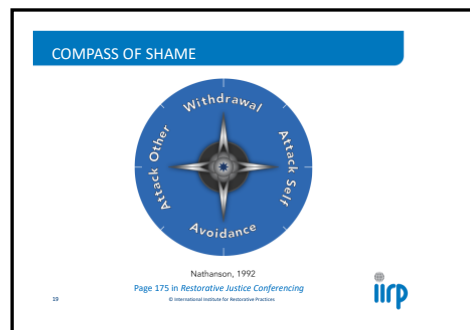 COMPASS OF SHAME
Withdrawal
Attack Other
Attack Self
Avoidance
Nathanson, 1992
Page 175 in Restorative Justice Conferencing
19
© International Institute for Restorative Practices
iirp